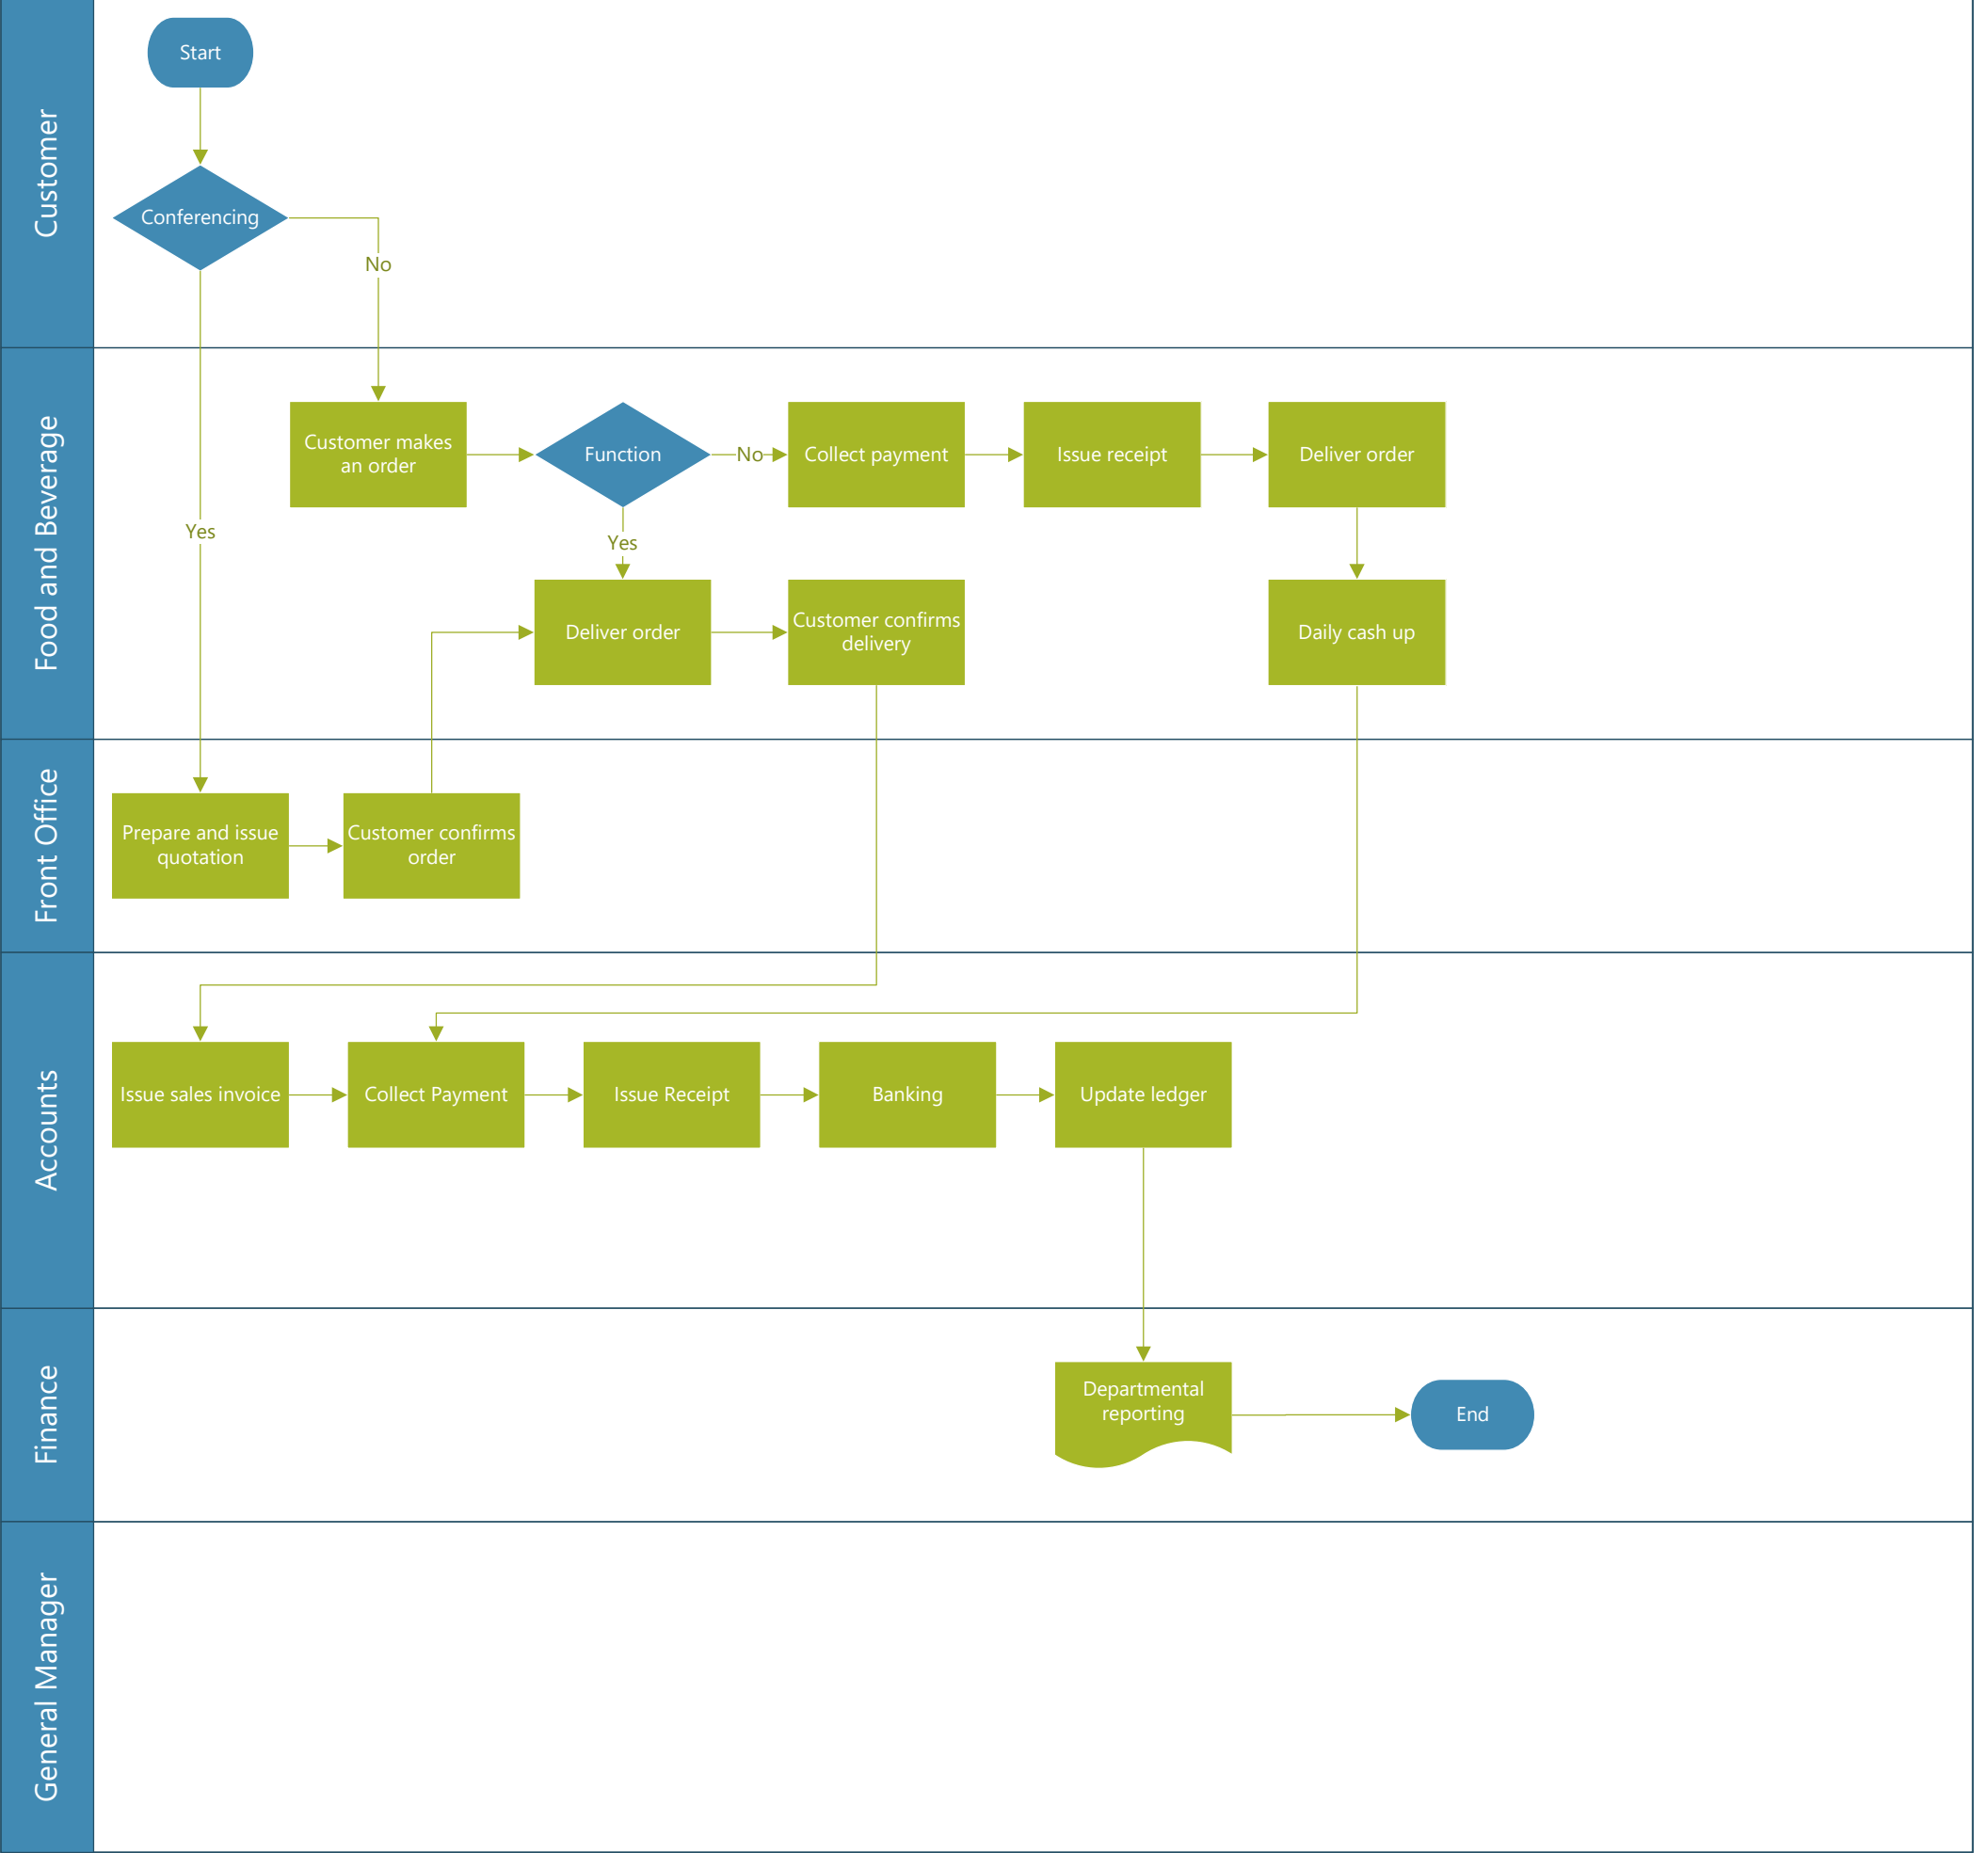 Customer
Start
Conferencing
No
Food and Beverage
Customer makes
an order
Function
No
Collect payment
Issue receipt
Deliver order
Yes
Yes
Deliver order
Customer confirms
delivery
Daily cash up
Front Office
Prepare and issue
quotation
Customer confirms
order
Accounts
Issue sales invoice
Collect Payment
Issue Receipt
Banking
Update ledger
Finance
Departmental
reporting
End
General Manager